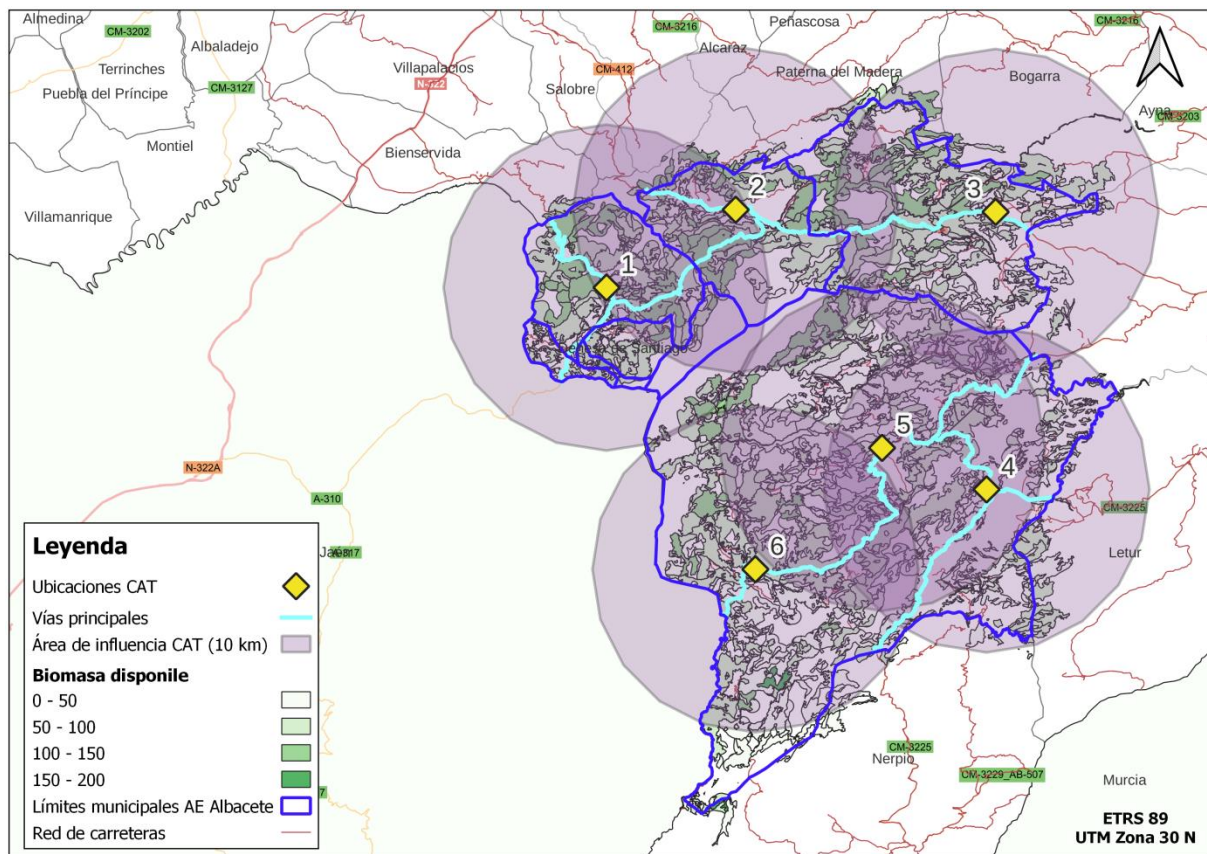 Almedina
CM-3202
Albaladejo
Terrinches
Puebla del Príncipe
CM-3127
Montiel
Villamanrique
Villapalacios
N-322
Bienservida
CM-3216
Alcaraz
CM-412
Salobre
Peñascosa
Paterna del Madera
CM-3216
Bogarra
Ayna
CM-3203
2
3
1
de Santiago
5
4
6
N-322A
A-310
CM-3225
Letur
CM-3225
Nerpio
CM-3229_AB-507
Murcia
Leyenda
Ubicaciones CAT
Vías principales
Área de influencia CAT (10 km)
Biomasa disponile
0 - 50
50 - 100
100 - 150
150 - 200
Límites municipales AE Albacete
Red de carreteras
ETRS 89
UTM Zona 30 N